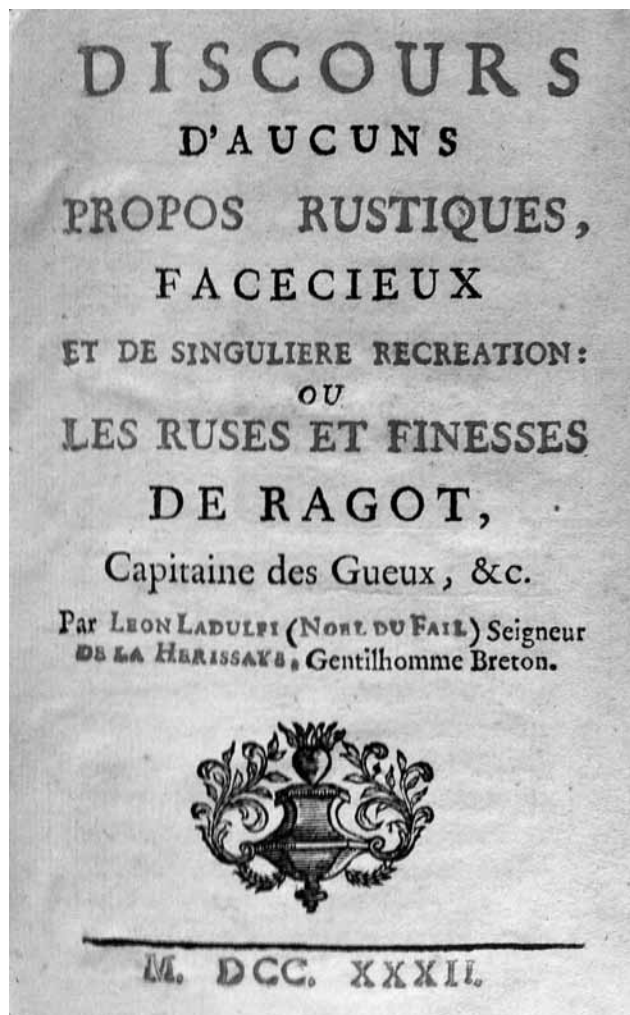 DISCOURS
D'AUCUNS
PROPOS RUSTIQUES,
FACECIEUX
ET DE SINGULIERE RECREATION:
OU
LES RUSES ET FINESSES
DE RAGOT,
Capitaine des Gueux, &c.
Par LEON LADULFI (NOEL DU FAIL) Seigneur
DE LA HERISSAYE, Gentilhomme Breton.
M. DCC. XXXII.